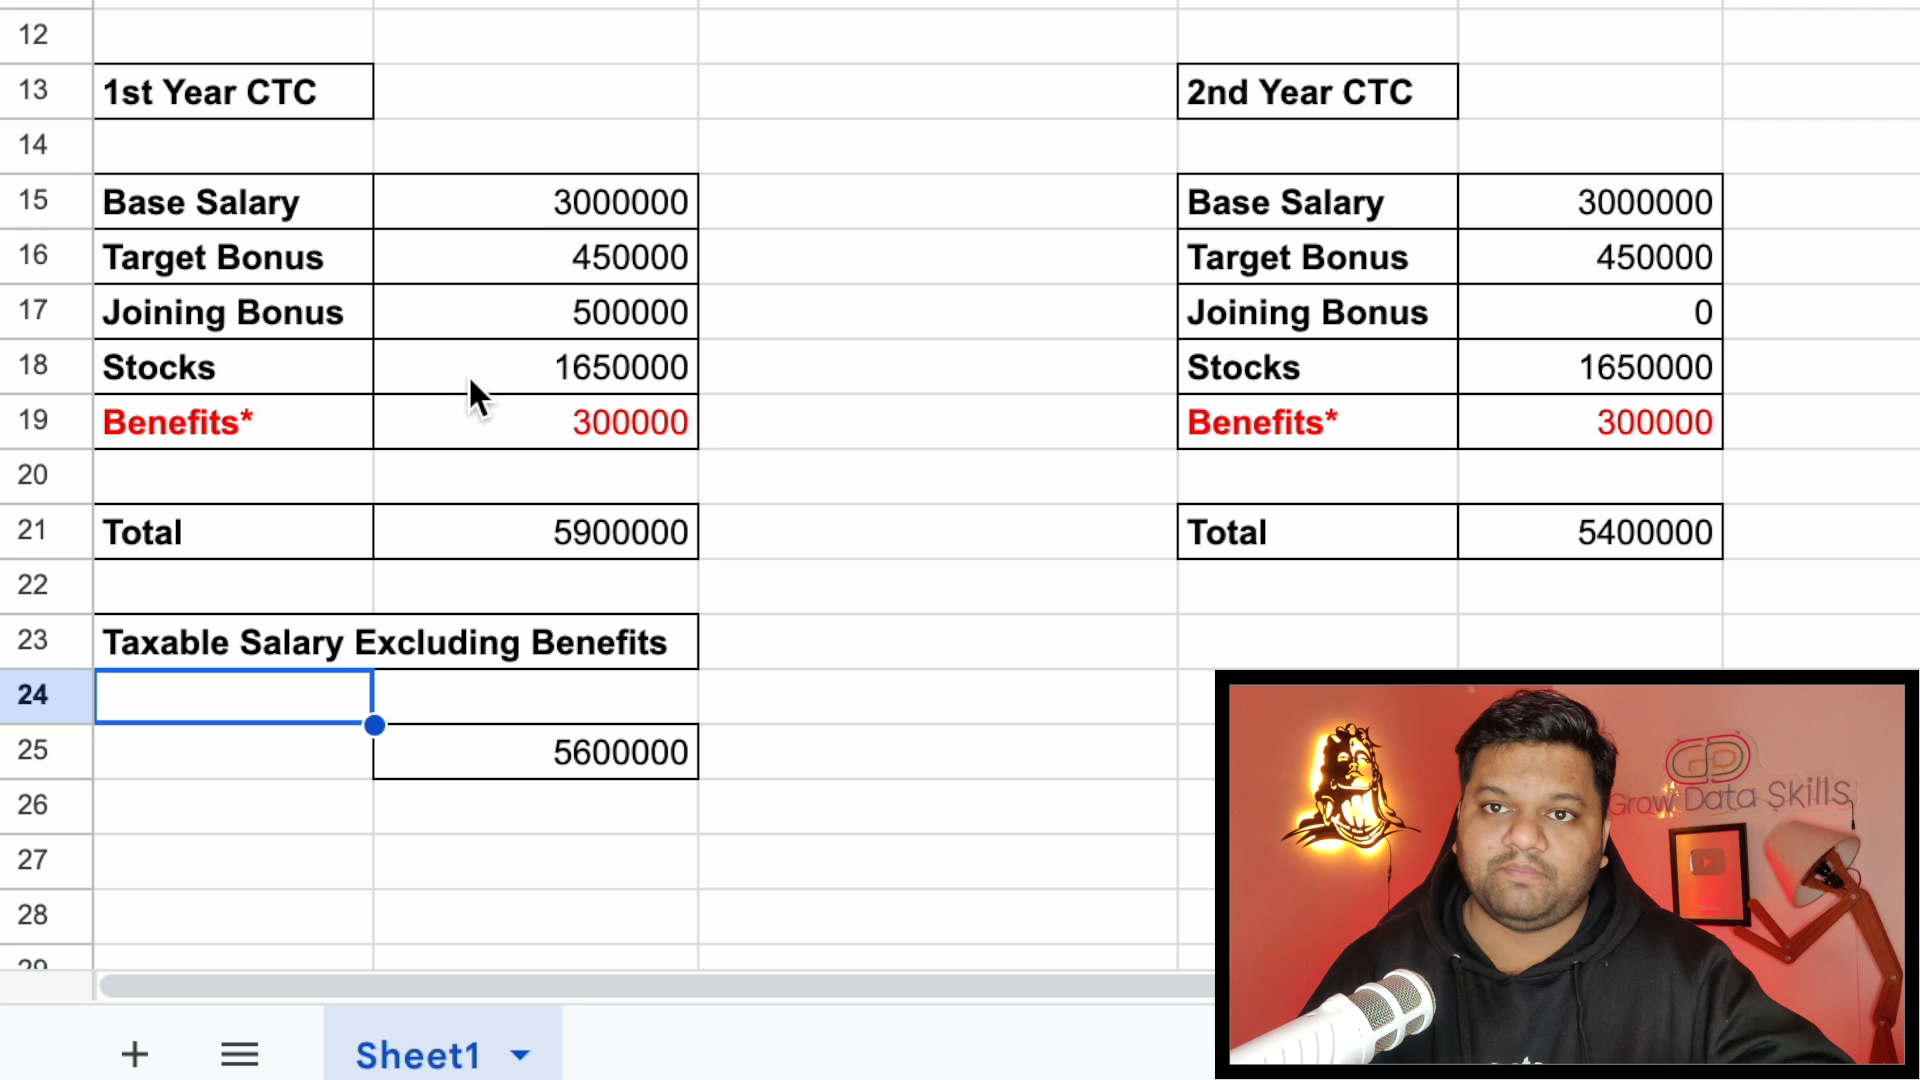 12
13 1st Year CTC 2nd Year CTC
14
15 Base Salary 3000000 Base Salary 3000000
16 Target Bonus 450000 Target Bonus 450000
17 Joining Bonus 500000 Joining Bonus 0
18 Stocks 1650000 Stocks 1650000
19 Benefits* 300000 Benefits* 300000
20
21 Total 5900000 Total 5400000
22
23 Taxable Salary Excluding Benefits
24
25 5600000
26
27
28
29
GD
Grow Data Skills
Sheet1